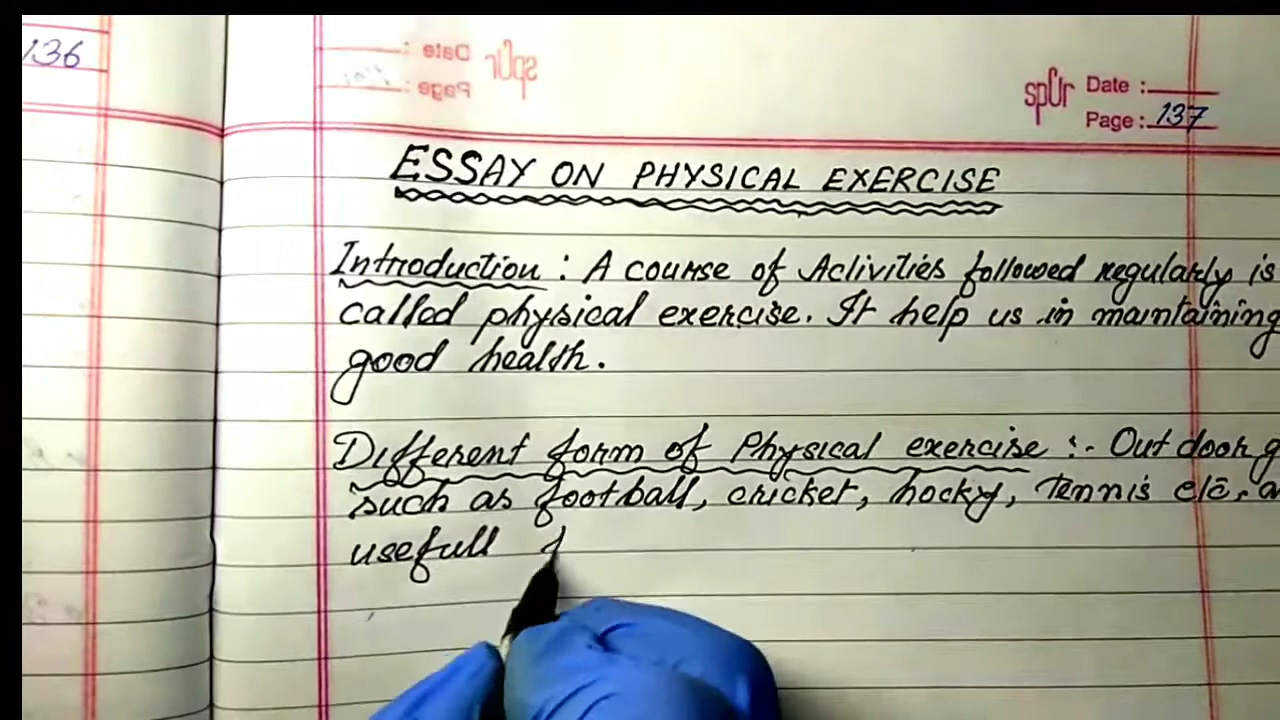 136
Date :
Page :
spūr
spūr Date :
Page : 137
ESSAY ON PHYSICAL EXERCISE
Introduction : A course of Activities followed regularly is
called physical exercise. It help us in maintaining
good health.
Different form of Physical exercise :- Out door g
such as football, cricket, hocky, tennis etc. a
usefull